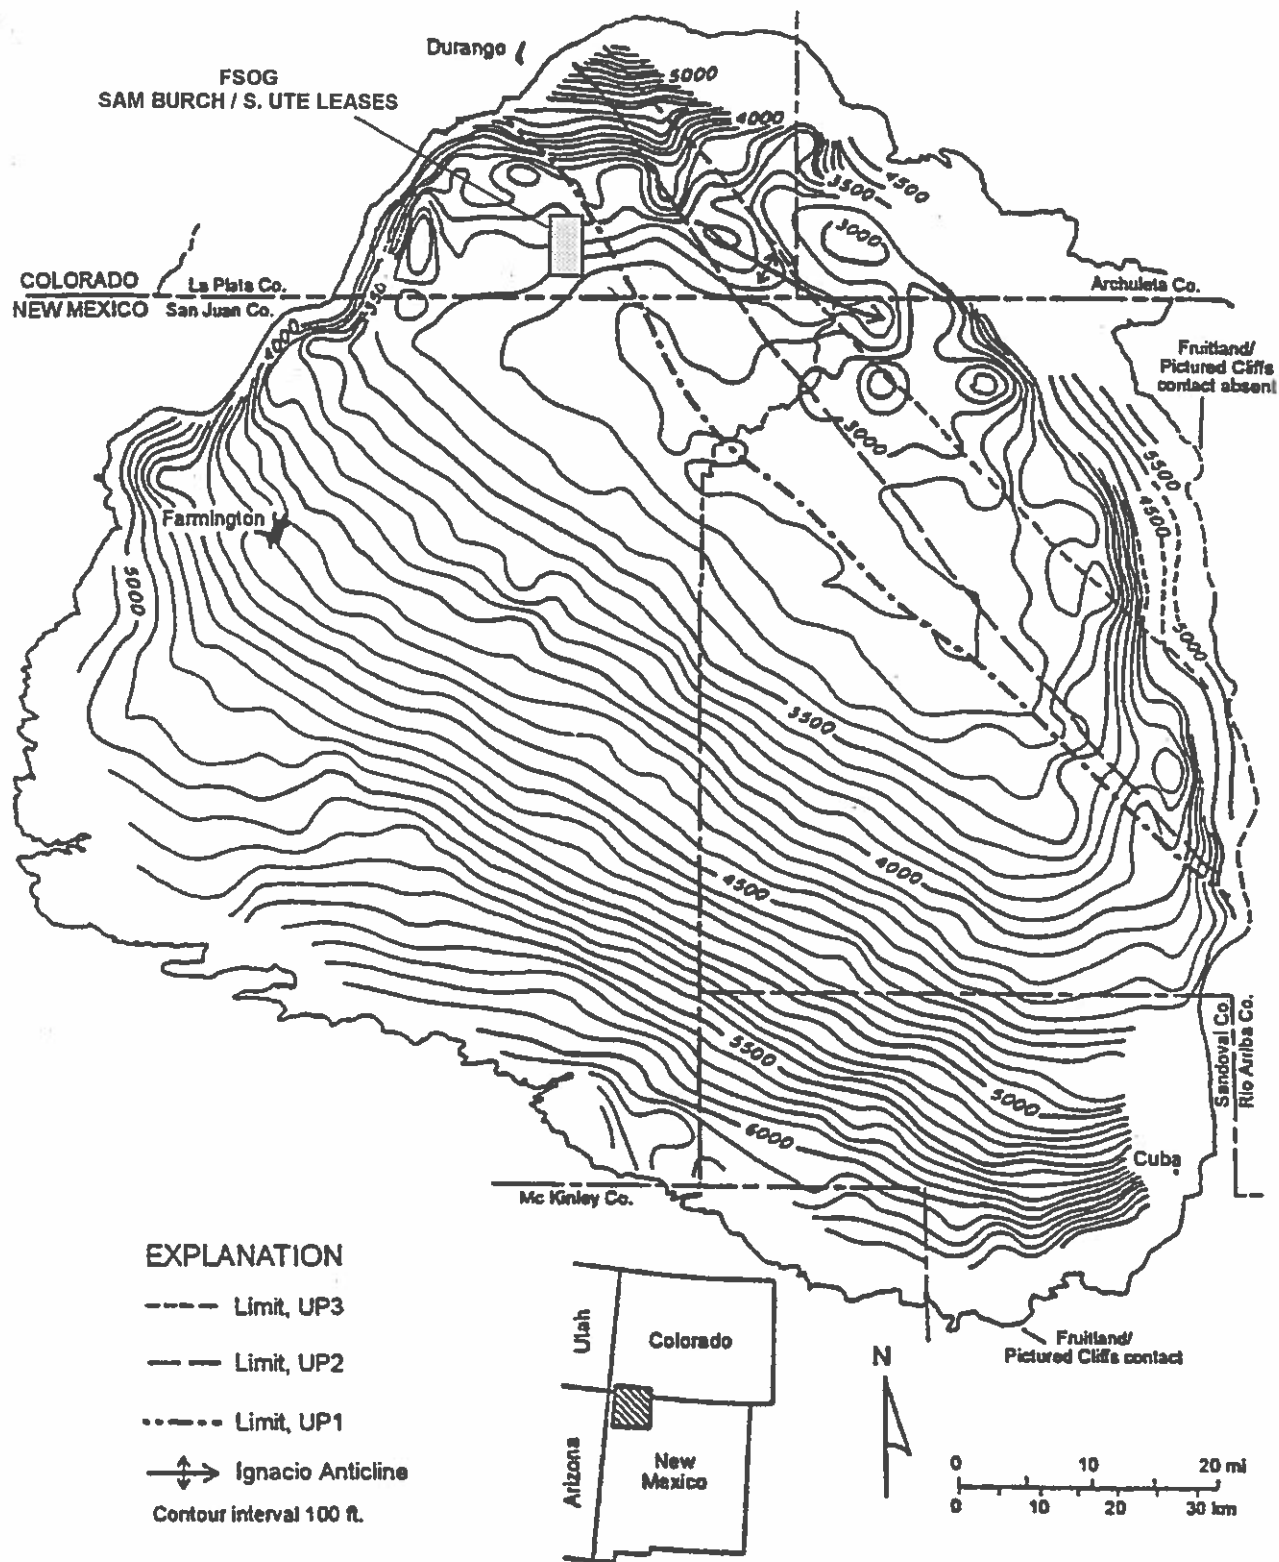 Durango
5000
FSOG
SAM BURCH / S. UTE LEASES
4000
4500
3500
3000
COLORADO
La Plata Co.
Archuleta Co.
NEW MEXICO
San Juan Co.
350
4000
Fruitland/
Pictured Cliffs
contact absent
3000
5500
4500
Farmington
5000
5000
3500
4000
4500
Sandoval Co.
Rio Arriba Co.
5500
5000
6000
Cuba
Mc Kinley Co.
EXPLANATION
Limit, UP3
Limit, UP2
Limit, UP1
Ignacio Anticline
Contour interval 100 ft.
Utah
Colorado
Arizona
New
Mexico
N
Fruitland/
Pictured Cliffs contact
0 10 20 mi
0 10 20 30 km